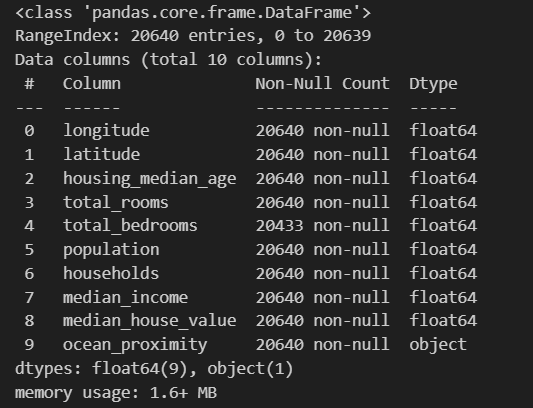 <class 'pandas.core.frame.DataFrame'>
RangeIndex: 20640 entries, 0 to 20639
Data columns (total 10 columns):
 #   Column              Non-Null Count  Dtype
---  ------              --------------  -----
 0   longitude           20640 non-null  float64
 1   latitude            20640 non-null  float64
 2   housing_median_age  20640 non-null  float64
 3   total_rooms         20640 non-null  float64
 4   total_bedrooms      20433 non-null  float64
 5   population          20640 non-null  float64
 6   households          20640 non-null  float64
 7   median_income       20640 non-null  float64
 8   median_house_value  20640 non-null  float64
 9   ocean_proximity     20640 non-null  object
dtypes: float64(9), object(1)
memory usage: 1.6+ MB